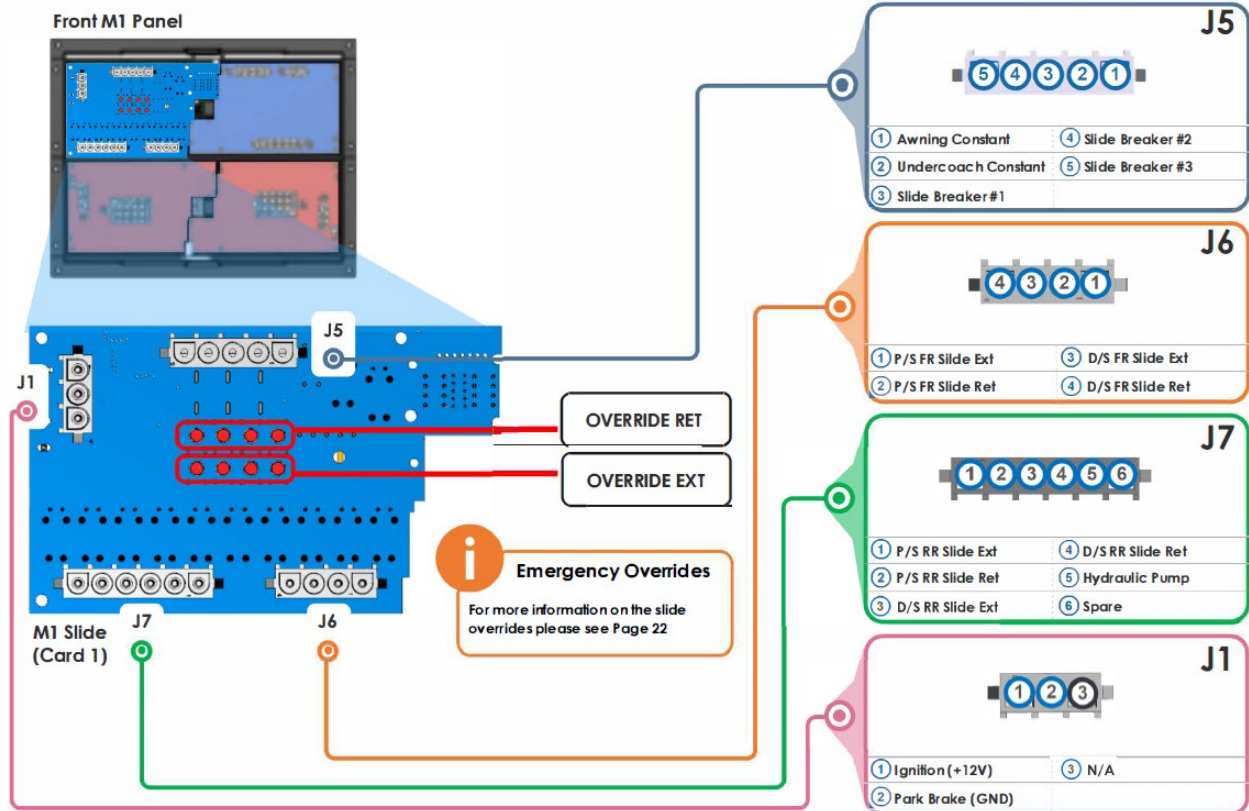 Front M1 Panel
J5
5 4 3 2 1
1 Awning Constant 4 Slide Breaker #2
2 Undercoach Constant 5 Slide Breaker #3
3 Slide Breaker #1
J6
4 3 2 1
1 P/S FR Silde Ext 3 D/S FR Slide Ext
2 P/S FR Slide Ret 4 D/S FR Slide Ret
J7
1 2 3 4 5 6
1 P/S RR Slide Ext 4 D/S RR Slide Ret
2 P/S RR Slide Ret 5 Hydraulic Pump
3 D/S RR Slide Ext 6 Spare
J1
1 2 3
1 Ignition (+12V) 3 N/A
2 Park Brake (GND)
J5
J1
OVERRIDE RET
OVERRIDE EXT
i
Emergency Overrides
For more information on the slide
overrides please see Page 22
M1 Slide
(Card 1)
J7
J6